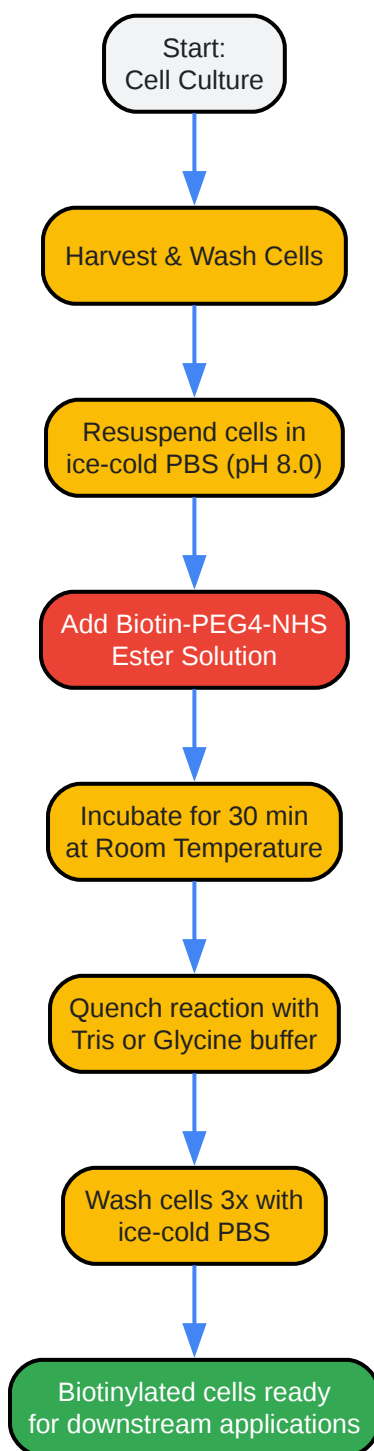 Start:
Cell Culture
Harvest & Wash Cells
Resuspend cells in
ice-cold PBS (pH 8.0)
Add Biotin-PEG4-NHS
Ester Solution
Incubate for 30 min
at Room Temperature
Quench reaction with
Tris or Glycine buffer
Wash cells 3x with
ice-cold PBS
Biotinylated cells ready
for downstream applications